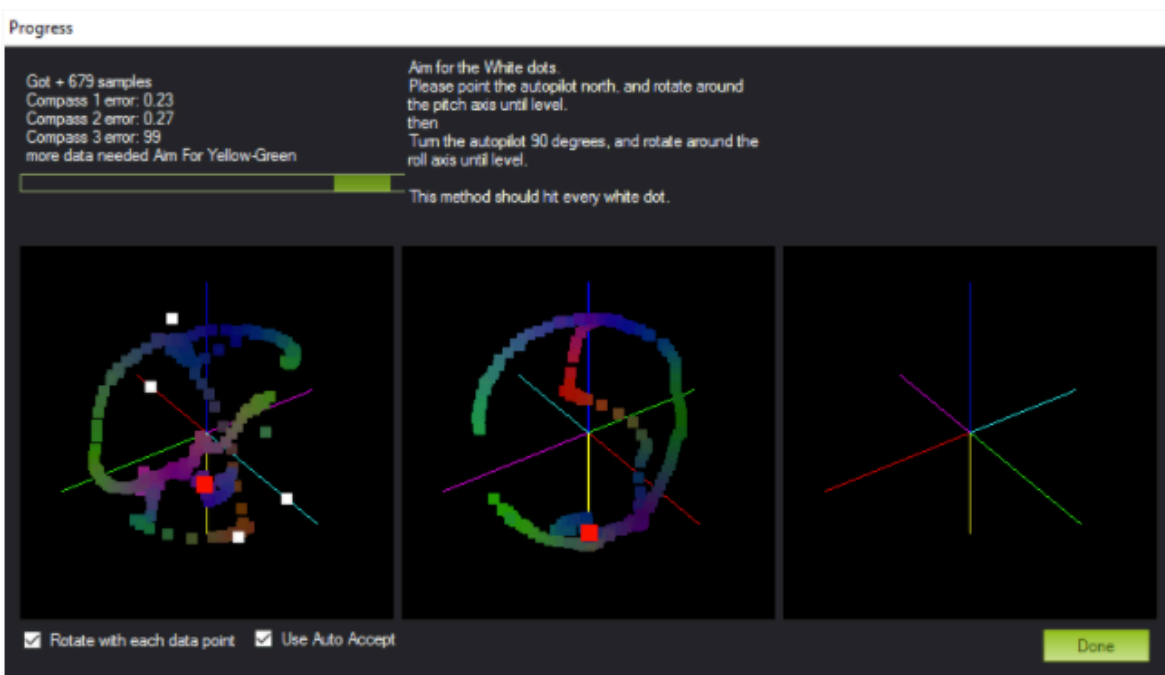 Progress
Got + 679 samples
Compass 1 error: 0.23
Compass 2 error: 0.27
Compass 3 error: 99
more data needed Aim For Yellow-Green
Aim for the White dots.
Please point the autopilot north, and rotate around
the pitch axis until level.
then
Turn the autopilot 90 degrees, and rotate around the
roll axis until level.
This method should hit every white dot.
Rotate with each data point
Use Auto Accept
Done